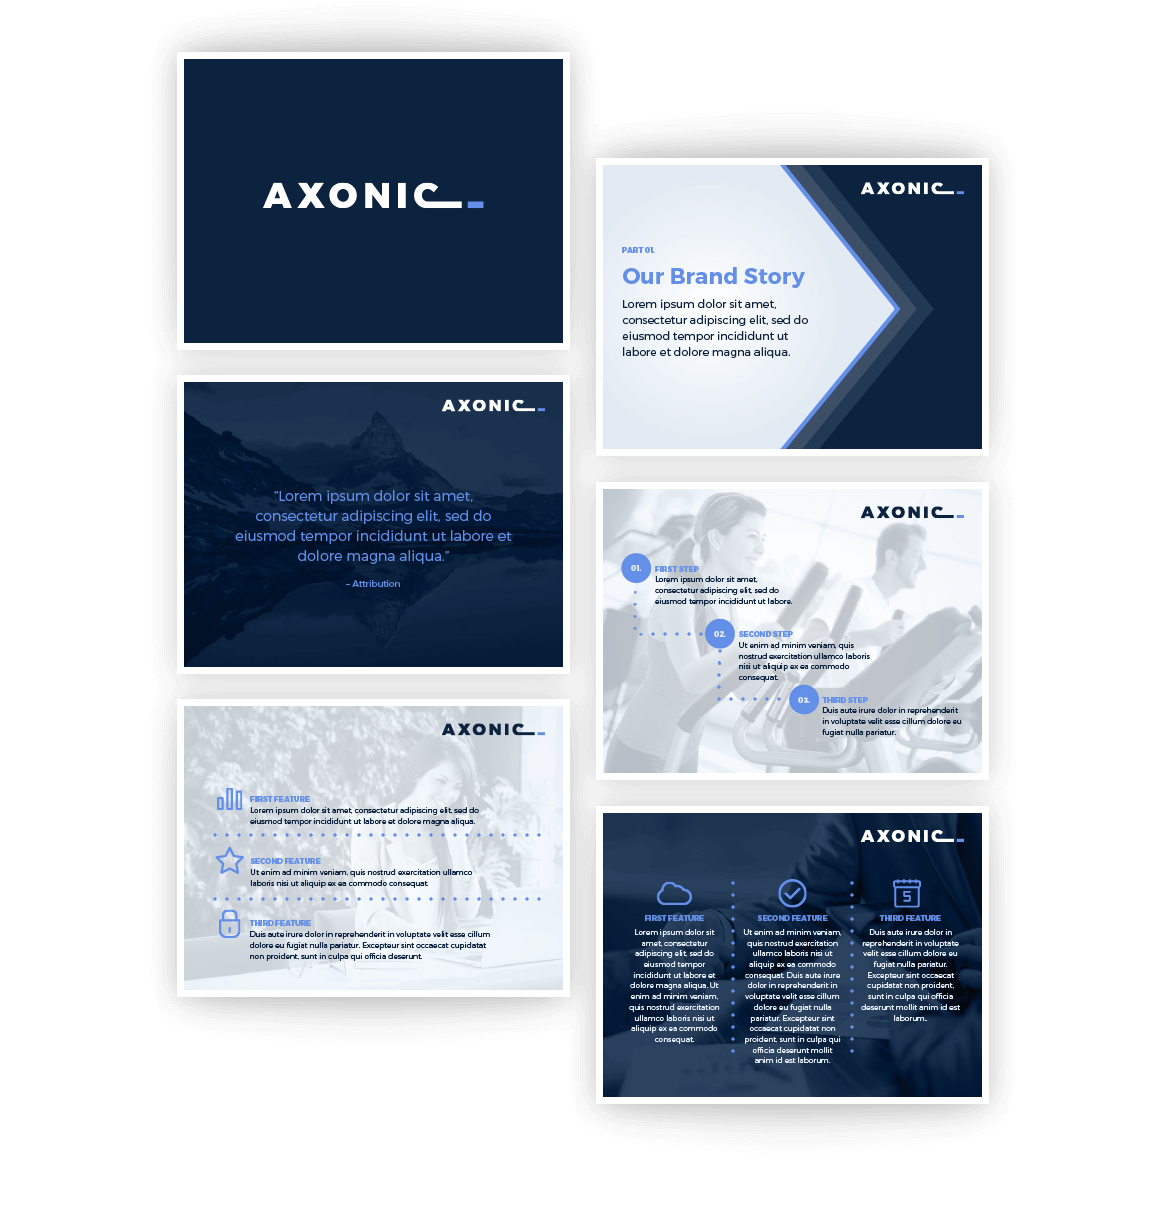 AXONIC
AXONIC
PART 01.
Our Brand Story
Lorem ipsum dolor sit amet,
consectetur adipiscing elit, sed do
eiusmod tempor incididunt ut
labore et dolore magna aliqua.
AXONIC
“Lorem ipsum dolor sit amet,
consectetur adipiscing elit, sed do
eiusmod tempor incididunt ut labore et
dolore magna aliqua.”
– Attribution
AXONIC
01.
FIRST STEP
Lorem ipsum dolor sit amet,
consectetur adipiscing elit, sed do
eiusmod tempor incididunt ut labore.
02.
SECOND STEP
Ut enim ad minim veniam, quis
nostrud exercitation ullamco laboris
nisi ut aliquip ex ea commodo
consequat.
03.
THIRD STEP
Duis aute irure dolor in reprehenderit
in voluptate velit esse cillum dolore eu
fugiat nulla pariatur.
AXONIC
FIRST FEATURE
Lorem ipsum dolor sit amet, consectetur adipiscing elit, sed do
eiusmod tempor incididunt ut labore et dolore magna aliqua.
SECOND FEATURE
Ut enim ad minim veniam, quis nostrud exercitation ullamco
laboris nisi ut aliquip ex ea commodo consequat.
THIRD FEATURE
Duis aute irure dolor in reprehenderit in voluptate velit esse cillum
dolore eu fugiat nulla pariatur. Excepteur sint occaecat cupidatat
non proident, sunt in culpa qui officia deserunt.
AXONIC
FIRST FEATURE
Lorem ipsum dolor sit
amet, consectetur
adipiscing elit, sed do
eiusmod tempor
incididunt ut labore et
dolore magna aliqua. Ut
enim ad minim veniam,
quis nostrud exercitation
ullamco laboris nisi ut
aliquip ex ea commodo
consequat.
SECOND FEATURE
Ut enim ad minim veniam,
quis nostrud exercitation
ullamco laboris nisi ut
aliquip ex ea commodo
consequat. Duis aute irure
dolor in reprehenderit in
voluptate velit esse cillum
dolore eu fugiat nulla
pariatur. Excepteur sint
occaecat cupidatat non
proident, sunt in culpa qui
officia deserunt mollit
anim id est laborum.
5
THIRD FEATURE
Duis aute irure dolor in
reprehenderit in voluptate
velit esse cillum dolore eu
fugiat nulla pariatur.
Excepteur sint occaecat
cupidatat non proident,
sunt in culpa qui officia
deserunt mollit anim id est
laborum.